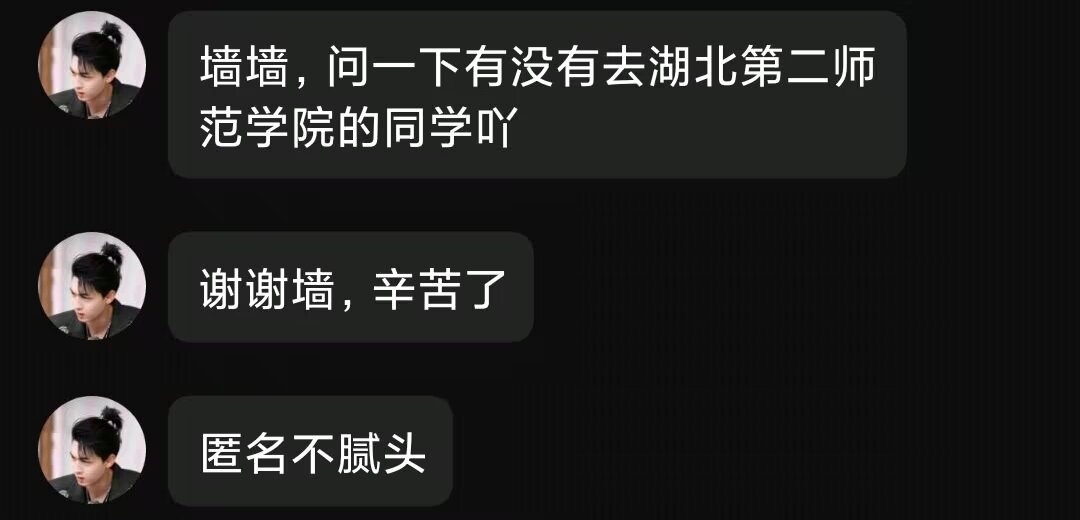 墙墙，问一下有没有去湖北第二师
范学院的同学吖
谢谢墙，辛苦了
匿名不腻头